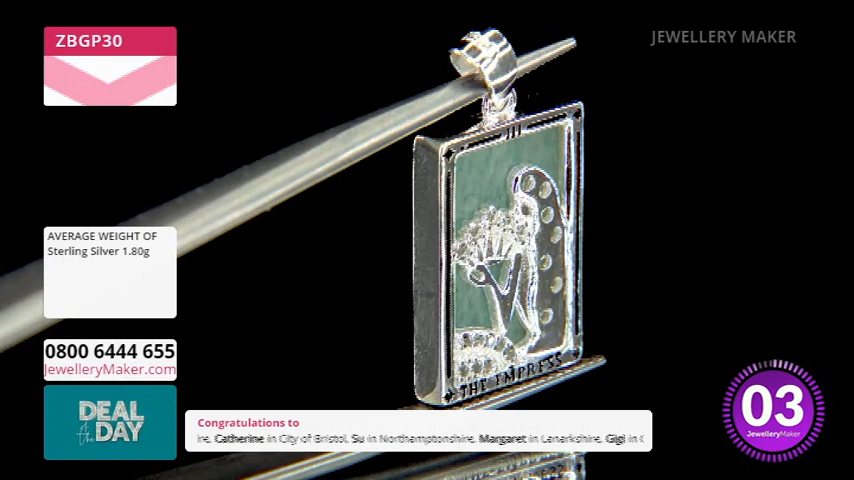 ZBGP30
JEWELLERY MAKER
III
THE EMPRESS
AVERAGE WEIGHT OF
Sterling Silver 1.80g
0800 6444 655
JewelleryMaker.com
DEAL
of the
DAY
Congratulations to
ire, Catherine in City of Bristol, Su in Northamptonshire, Margaret in Lanarkshire, Gigi in
03
JewelleryMaker